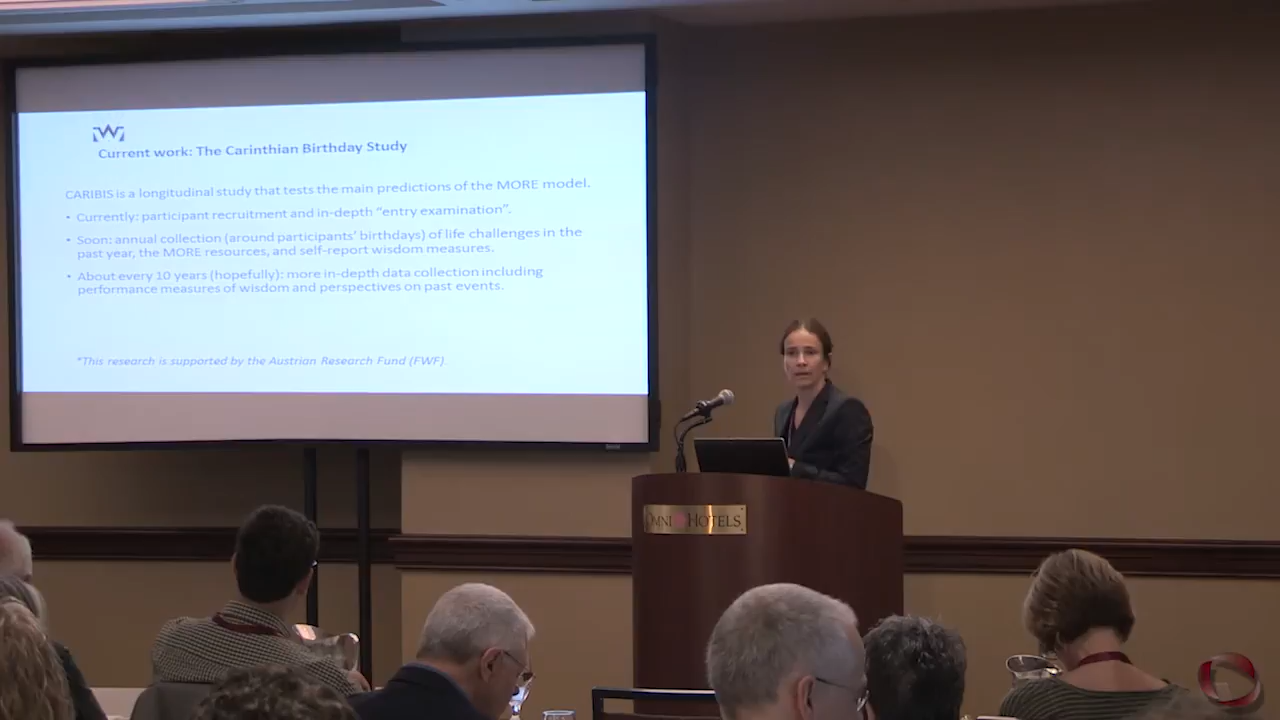 W
Current work: The Carinthian Birthday Study
CARIBIS is a longitudinal study that tests the main predictions of the MORE model.
• Currently: participant recruitment and in-depth “entry examination”.
• Soon: annual collection (around participants’ birthdays) of life challenges in the
past year, the MORE resources, and self-report wisdom measures.
• About every 10 years (hopefully): more in-depth data collection including
performance measures of wisdom and perspectives on past events.
*This research is supported by the Austrian Research Fund (FWF).
OMNI HOTELS